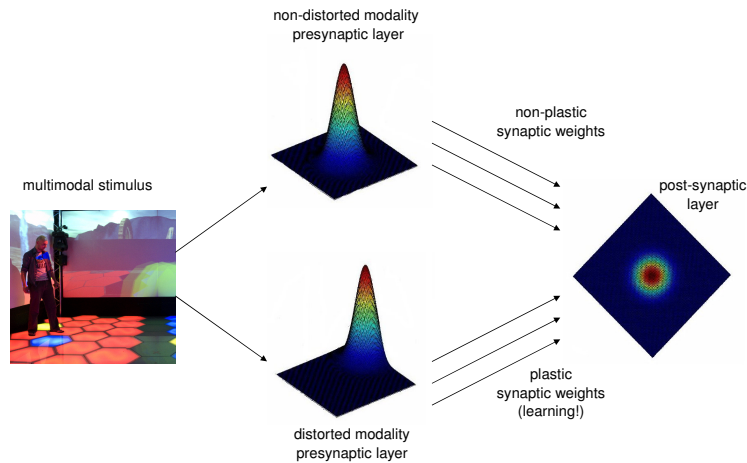 non-distorted modality
presynaptic layer
non-plastic
synaptic weights
multimodal stimulus
post-synaptic
layer
plastic
synaptic weights
(learning!)
distorted modality
presynaptic layer